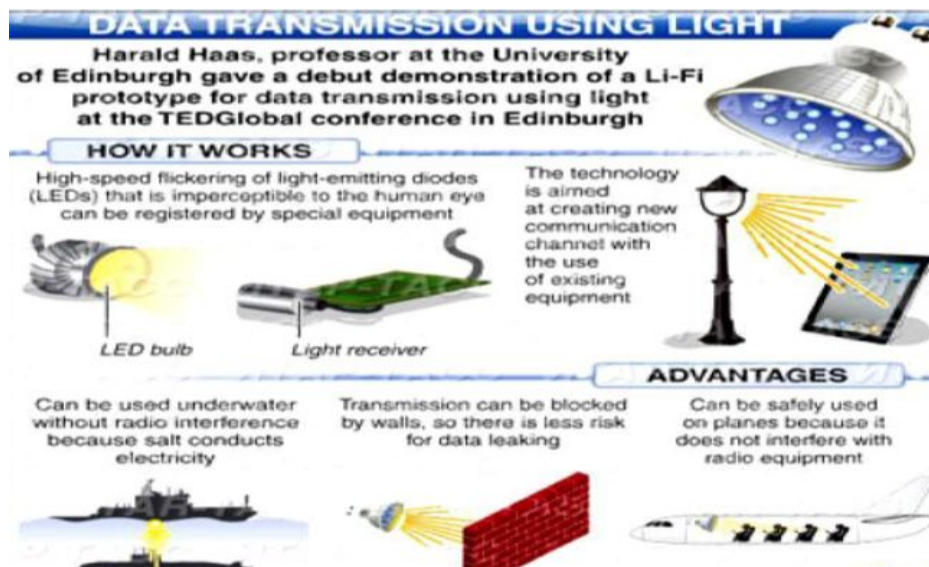 DATA TRANSMISSION USING LIGHT
Harald Haas, professor at the University
of Edinburgh gave a debut demonstration of a Li-Fi
prototype for data transmission using light
at the TEDGlobal conference in Edinburgh
HOW IT WORKS
High-speed flickering of light-emitting diodes
(LEDs) that is imperceptible to the human eye
can be registered by special equipment
LED bulb
Light receiver
The technology
is aimed
at creating new
communication
channel with
the use
of existing
equipment
ADVANTAGES
Can be used underwater
without radio interference
because salt conducts
electricity
Transmission can be blocked
by walls, so there is less risk
for data leaking
Can be safely used
on planes because it
does not interfere with
radio equipment